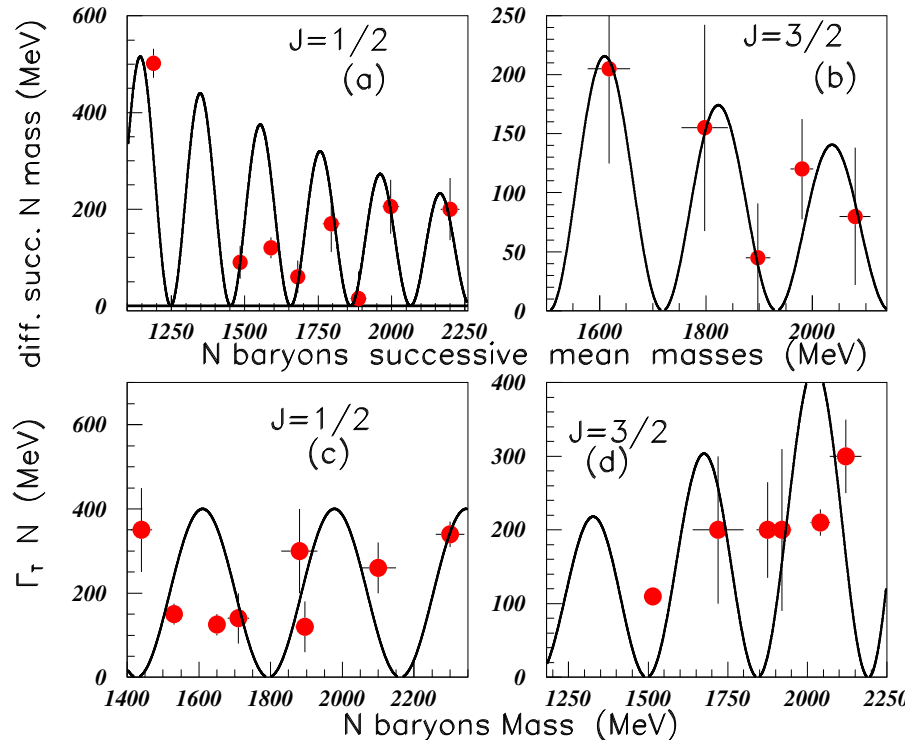 diff. succ. N mass (MeV)
600
400
200
0
J=1/2
(a)
1250 1500 1750 2000 2250
250
200
150
100
50
0
J=3/2
(b)
1600 1800 2000
N baryons successive mean masses (MeV)
ΓT N (MeV)
600
400
200
0
J=1/2
(c)
1400 1600 1800 2000 2200
400
300
200
100
0
J=3/2
(d)
1250 1500 1750 2000 2250
N baryons Mass (MeV)